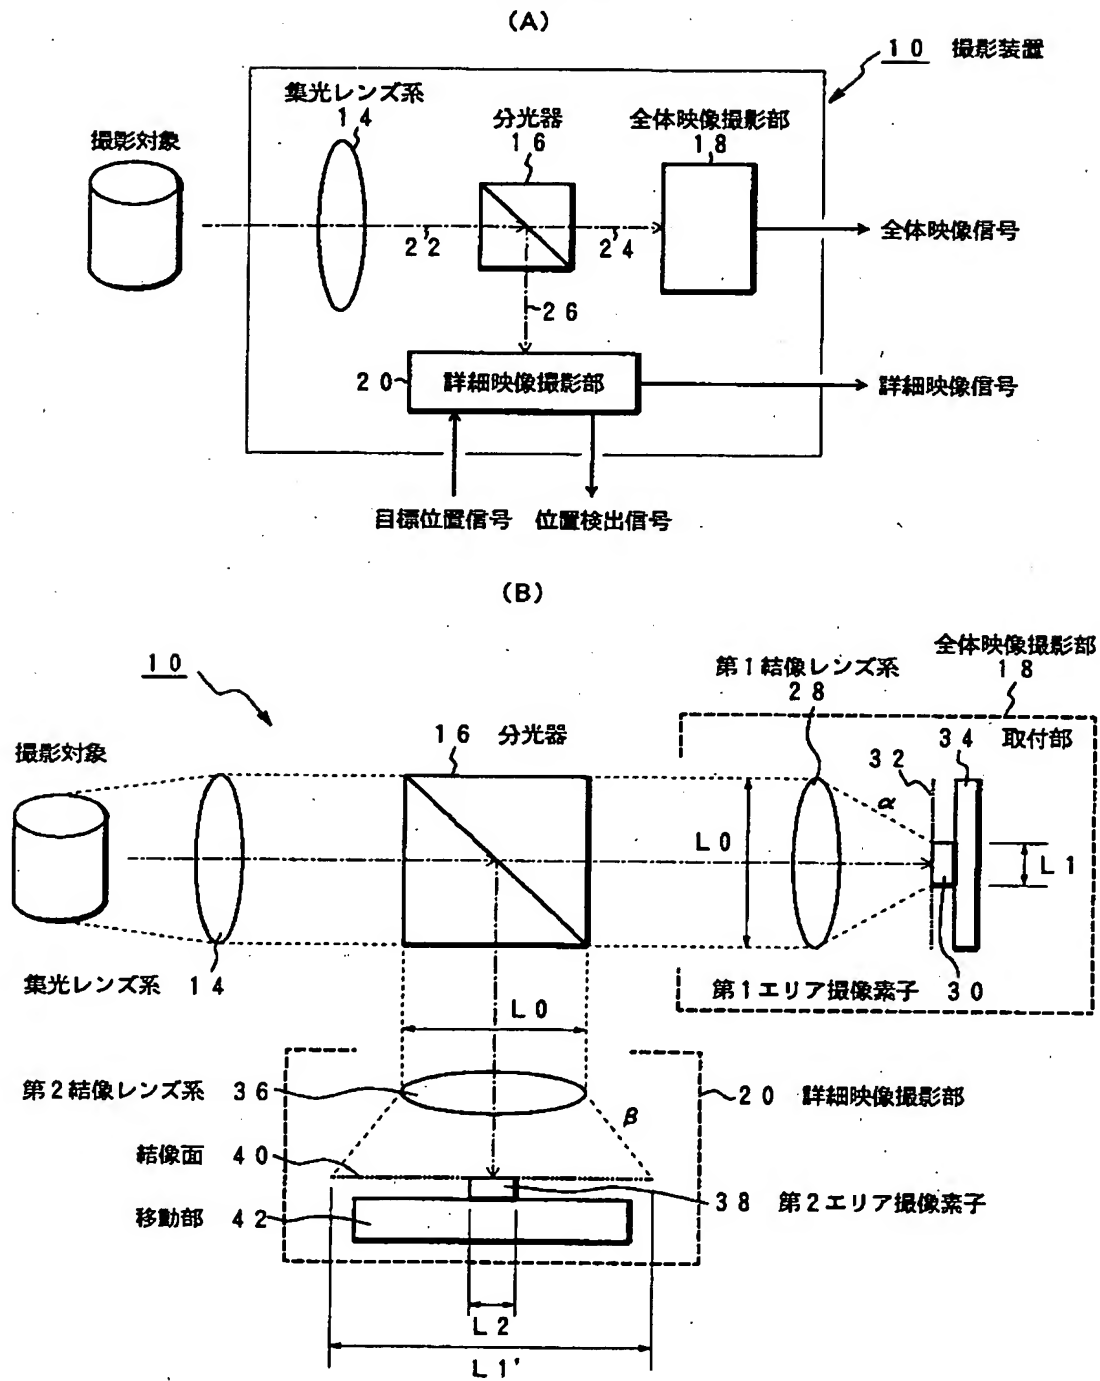 (A)
10 撮影装置
集光レンズ系
14
分光器
16
全体映像撮影部
18
撮影対象
22
24
全体映像信号
26
20
詳細映像撮影部
詳細映像信号
目標位置信号
位置検出信号
(B)
10
全体映像撮影部
18
第1結像レンズ系
28
16 分光器
34
取付部
32
撮影対象
α
L0
L1
集光レンズ系 14
第1エリア撮像素子 30
L0
第2結像レンズ系 36
20 詳細映像撮影部
β
結像面 40
38 第2エリア撮像素子
移動部 42
L2
L1'